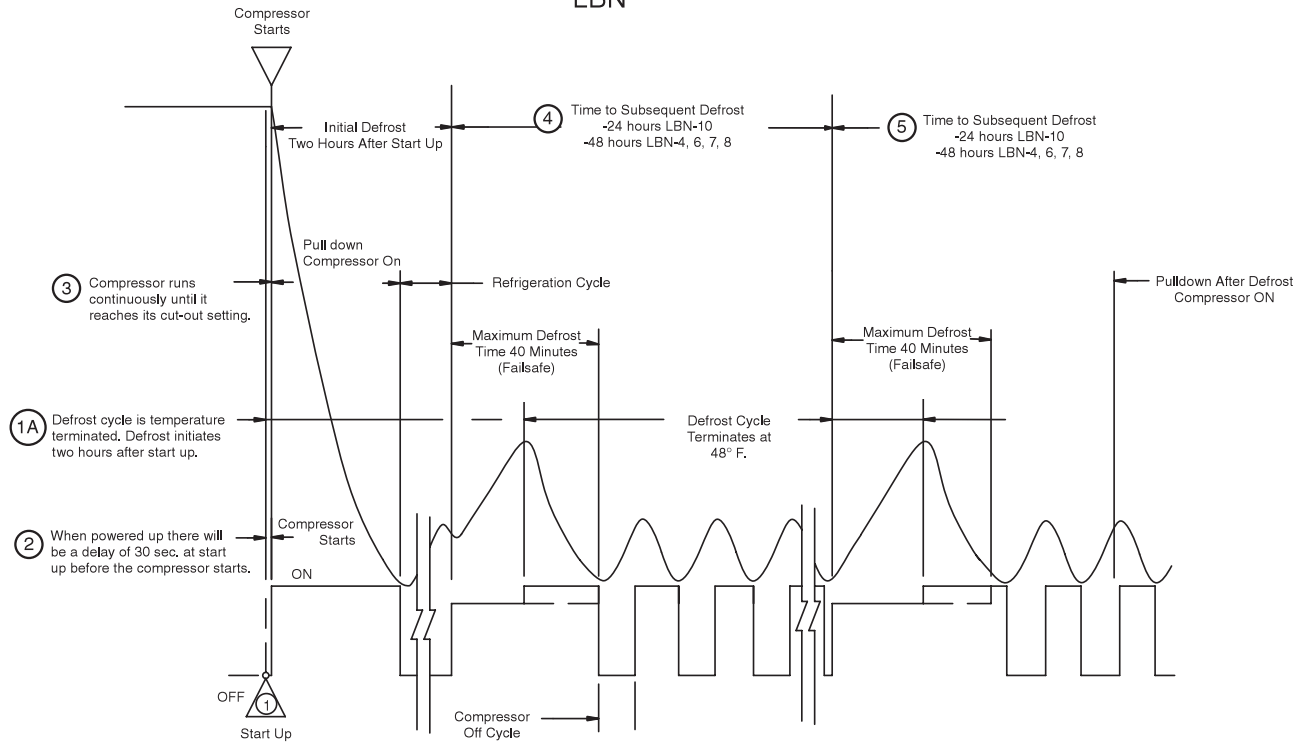 LBN
Compressor
Starts
Initial Defrost
Two Hours After Start Up
4
Time to Subsequent Defrost
-24 hours LBN-10
-48 hours LBN-4, 6, 7, 8
5
Time to Subsequent Defrost
-24 hours LBN-10
-48 hours LBN-4, 6, 7, 8
Pull down
Compressor On
3
Compressor runs
continuously until it
reaches its cut-out setting.
Refrigeration Cycle
Pulldown After Defrost
Compressor ON
Maximum Defrost
Time 40 Minutes
(Failsafe)
Maximum Defrost
Time 40 Minutes
(Failsafe)
1A
Defrost cycle is temperature
terminated. Defrost initiates
two hours after start up.
Defrost Cycle
Terminates at
48° F.
2
When powered up there will
be a delay of 30 sec. at start
up before the compressor starts.
Compressor
Starts
ON
OFF
1
Start Up
Compressor
Off Cycle